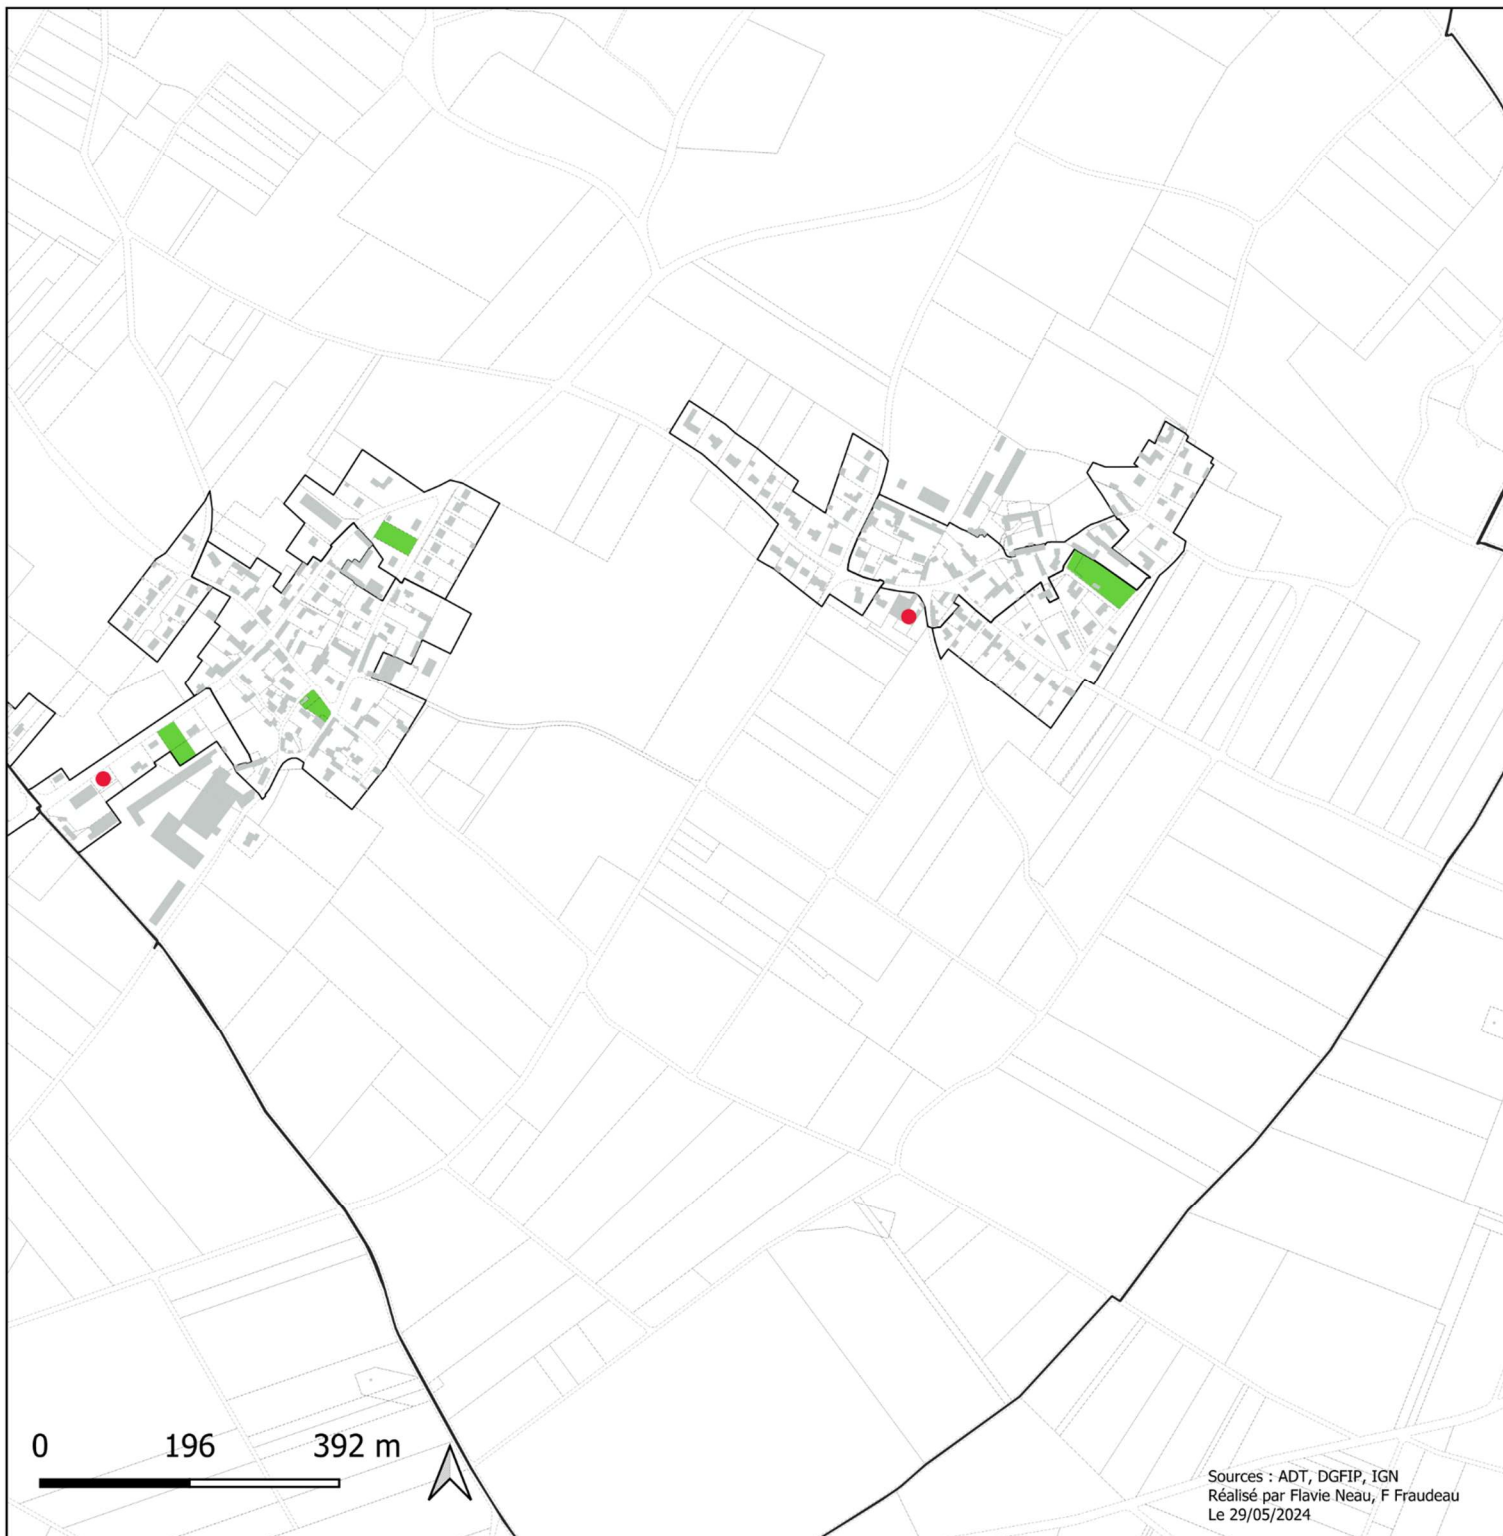 0 196 392 m
Sources : ADT, DGFIP, IGN
Réalisé par Flavie Neau, F Fraudeau
Le 29/05/2024